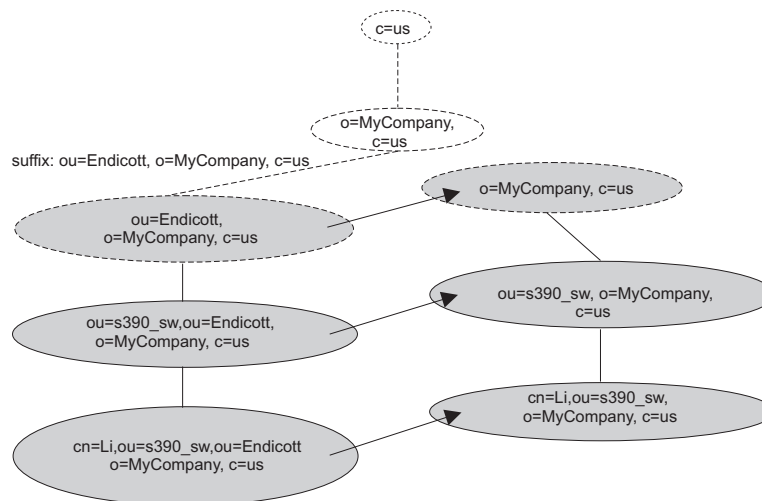 c=us
o=MyCompany,
c=us
suffix: ou=Endicott, o=MyCompany, c=us
o=MyCompany, c=us
ou=Endicott,
o=MyCompany, c=us
ou=s390_sw, o=MyCompany,
c=us
ou=s390_sw,ou=Endicott,
o=MyCompany, c=us
cn=Li,ou=s390_sw,
o=MyCompany, c=us
cn=Li,ou=s390_sw,ou=Endicott
o=MyCompany, c=us